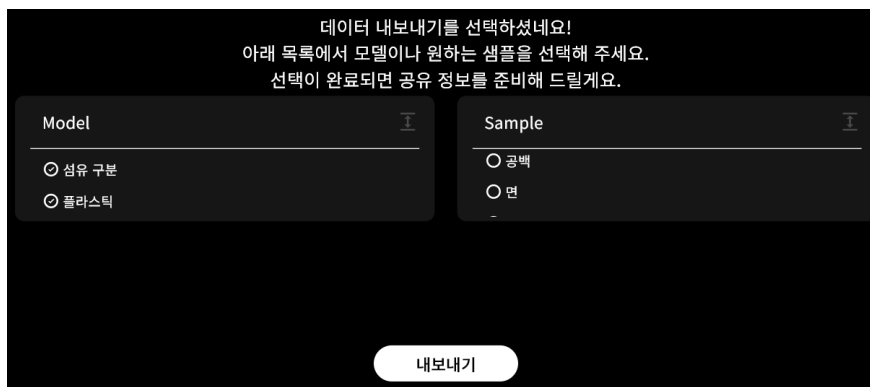 데이터 내보내기를 선택하셨네요!
아래 목록에서 모델이나 원하는 샘플을 선택해 주세요.
선택이 완료되면 공유 정보를 준비해 드릴게요.
Model
섬유 구분
플라스틱
Sample
공백
면
내보내기